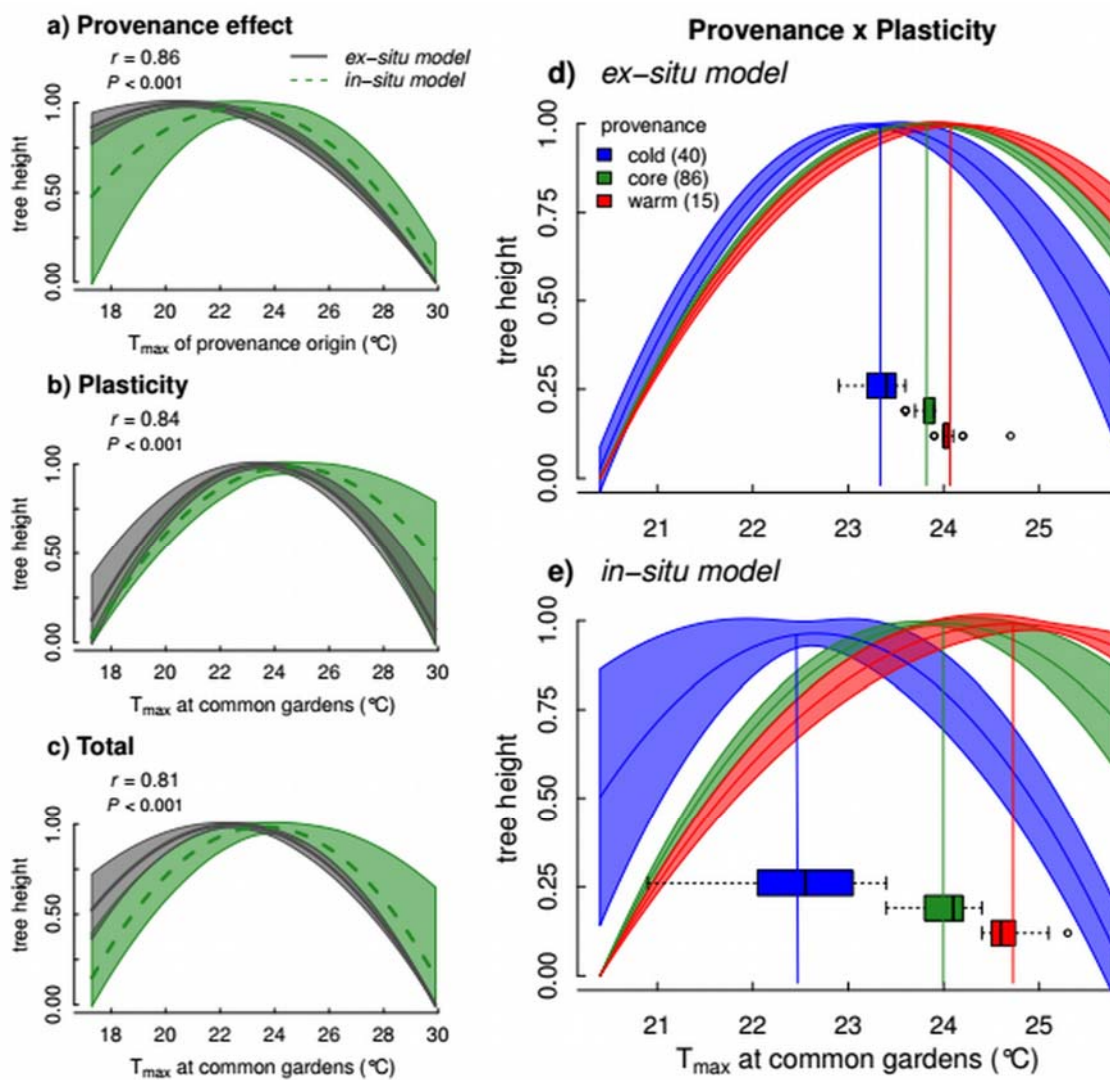 a) Provenance effect
r = 0.86
P < 0.001
ex-situ model
in-situ model
tree height
0.00 0.50 1.00
18 20 22 24 26 28 30
Tmax of provenance origin (°C)
b) Plasticity
r = 0.84
P < 0.001
tree height
0.00 0.50 1.00
18 20 22 24 26 28 30
Tmax at common gardens (°C)
c) Total
r = 0.81
P < 0.001
tree height
0.00 0.50 1.00
18 20 22 24 26 28 30
Tmax at common gardens (°C)
Provenance x Plasticity
d) ex-situ model
provenance
cold (40)
core (86)
warm (15)
tree height
0.00 0.25 0.50 0.75 1.00
21 22 23 24 25
e) in-situ model
tree height
0.00 0.25 0.50 0.75 1.00
21 22 23 24 25
Tmax at common gardens (°C)